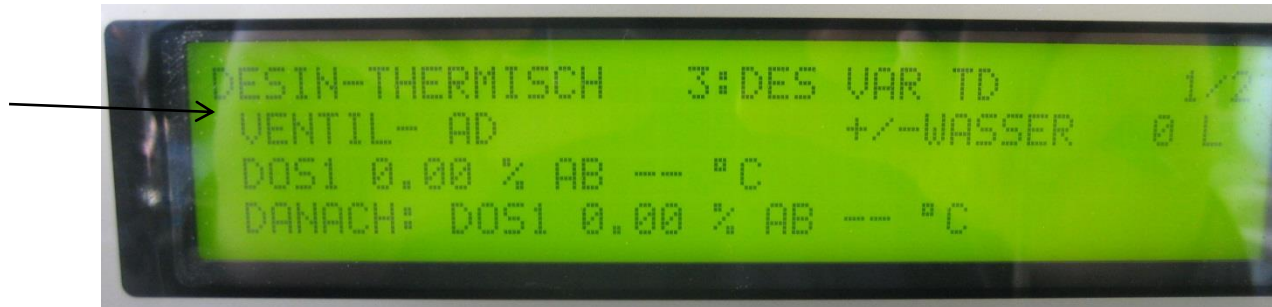 DESIN-THERMISCH 3:DES VAR TD 1/2
VENTIL- AD +/-WASSER 0 L
DOS1 0.00 % AB -- °C
DANACH: DOS1 0.00 % AB -- °C